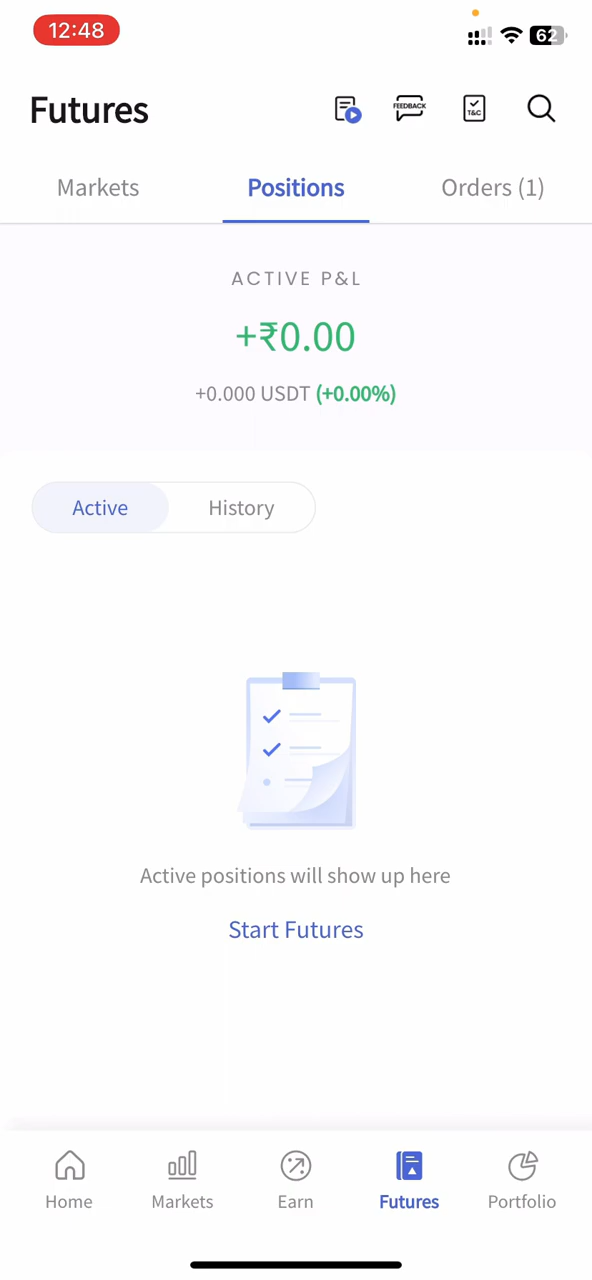 12:48
62
Futures
FEEDBACK
T&C
Markets
Positions
Orders (1)
ACTIVE P&L
+₹0.00
+0.000 USDT (+0.00%)
Active
History
Active positions will show up here
Start Futures
Home
Markets
Earn
Futures
Portfolio